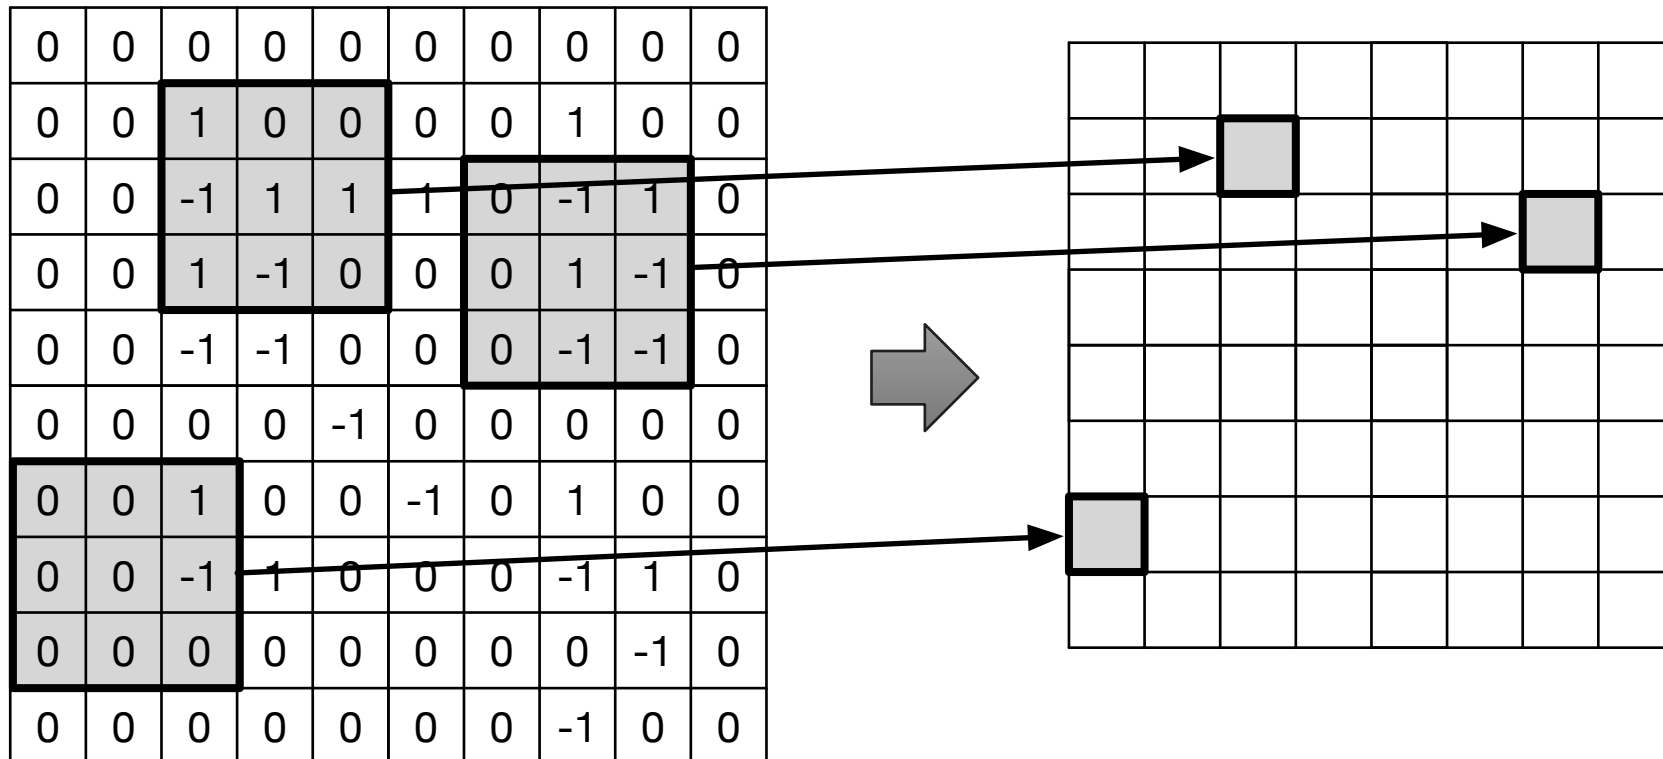 0 0 0 0 0 0 0 0 0 0
0 0 1 0 0 0 0 1 0 0
0 0 -1 1 1 1 0 -1 1 0
0 0 1 -1 0 0 0 1 -1 0
0 0 -1 -1 0 0 0 -1 -1 0
0 0 0 0 -1 0 0 0 0 0
0 0 1 0 0 -1 0 1 0 0
0 0 -1 1 0 0 0 -1 1 0
0 0 0 0 0 0 0 0 -1 0
0 0 0 0 0 0 0 -1 0 0